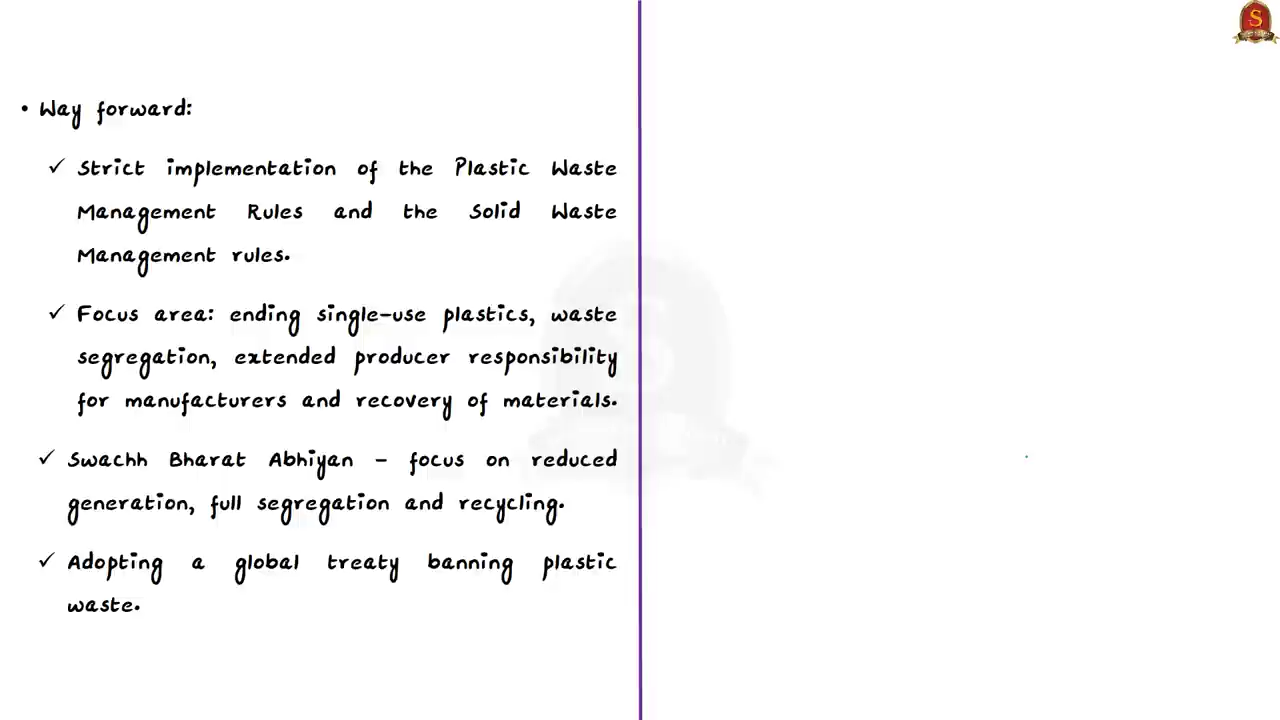 • Way forward:
✓ Strict implementation of the Plastic Waste
Management Rules and the Solid Waste
Management rules.
✓ Focus area: ending single-use plastics, waste
segregation, extended producer responsibility
for manufacturers and recovery of materials.
✓ Swachh Bharat Abhiyan - focus on reduced
generation, full segregation and recycling.
✓ Adopting a global treaty banning plastic
waste.
S